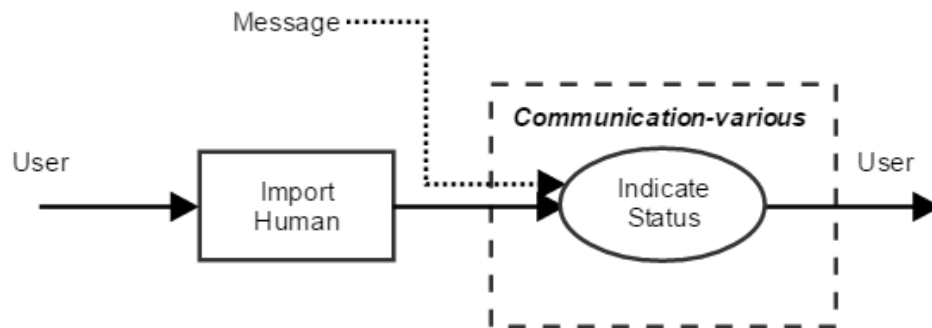 Message
Communication-various
User
Import
Human
Indicate
Status
User